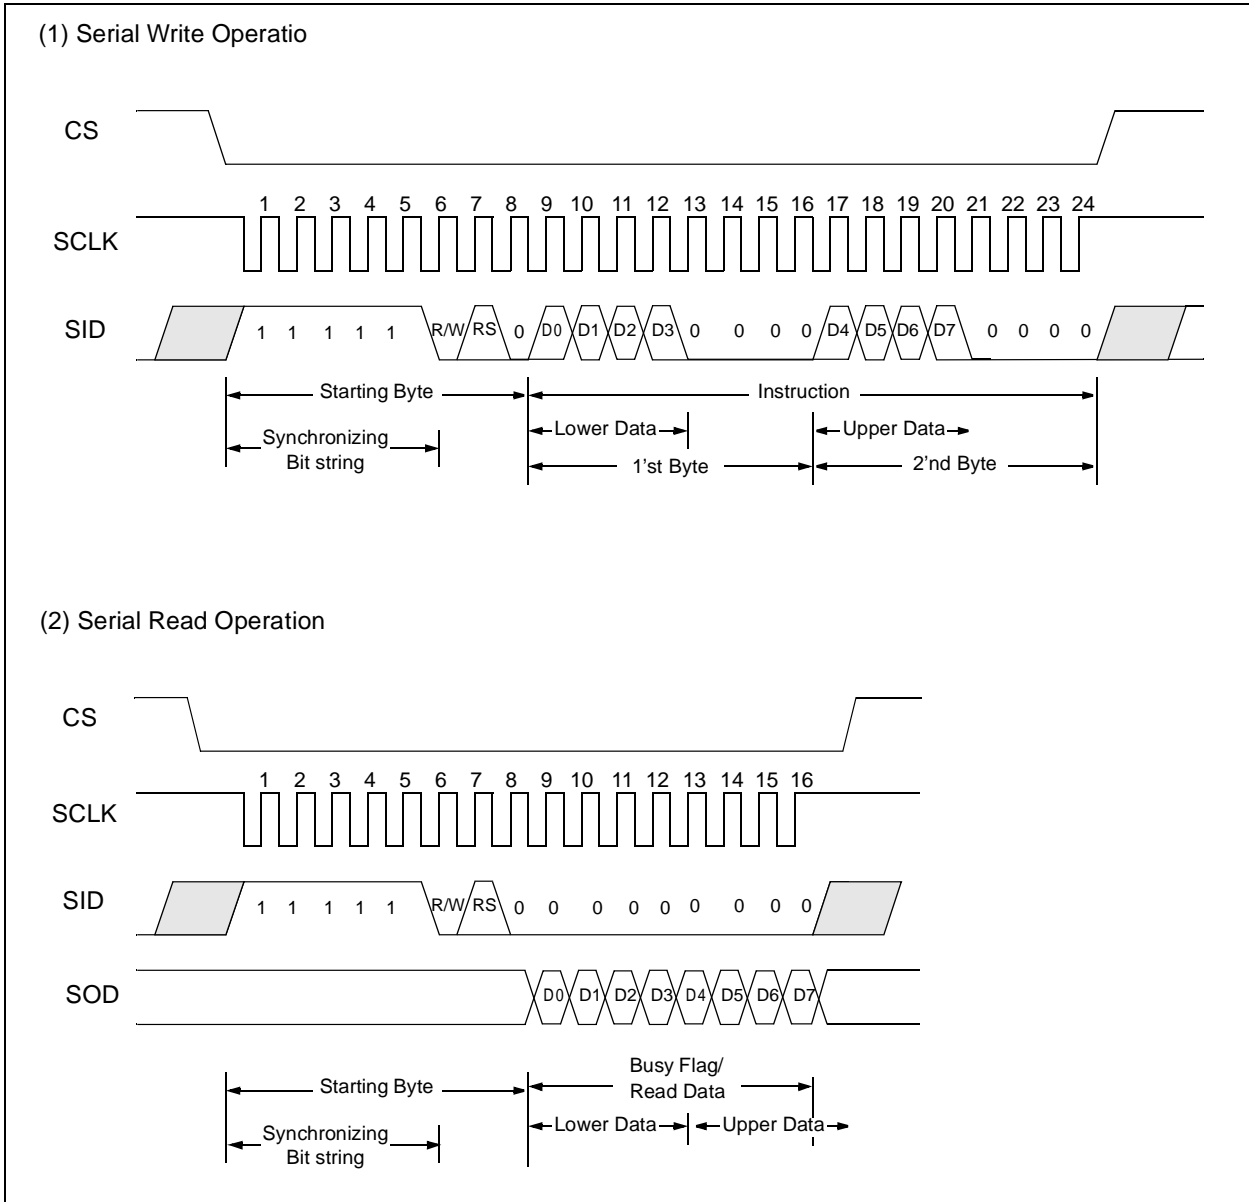 (1) Serial Write Operatio
CS
1 2 3 4 5 6 7 8 9 10 11 12 13 14 15 16 17 18 19 20 21 22 23 24
SCLK
SID 1 1 1 1 1 R/W RS 0 D0 D1 D2 D3 0 0 0 0 D4 D5 D6 D7 0 0 0 0
Starting Byte Instruction
Synchronizing Bit string Lower Data Upper Data
1'st Byte 2'nd Byte
(2) Serial Read Operation
CS
1 2 3 4 5 6 7 8 9 10 11 12 13 14 15 16
SCLK
SID 1 1 1 1 1 R/W RS 0 0 0 0 0 0 0 0 0
SOD D0 D1 D2 D3 D4 D5 D6 D7
Starting Byte Busy Flag/ Read Data
Synchronizing Bit string Lower Data Upper Data